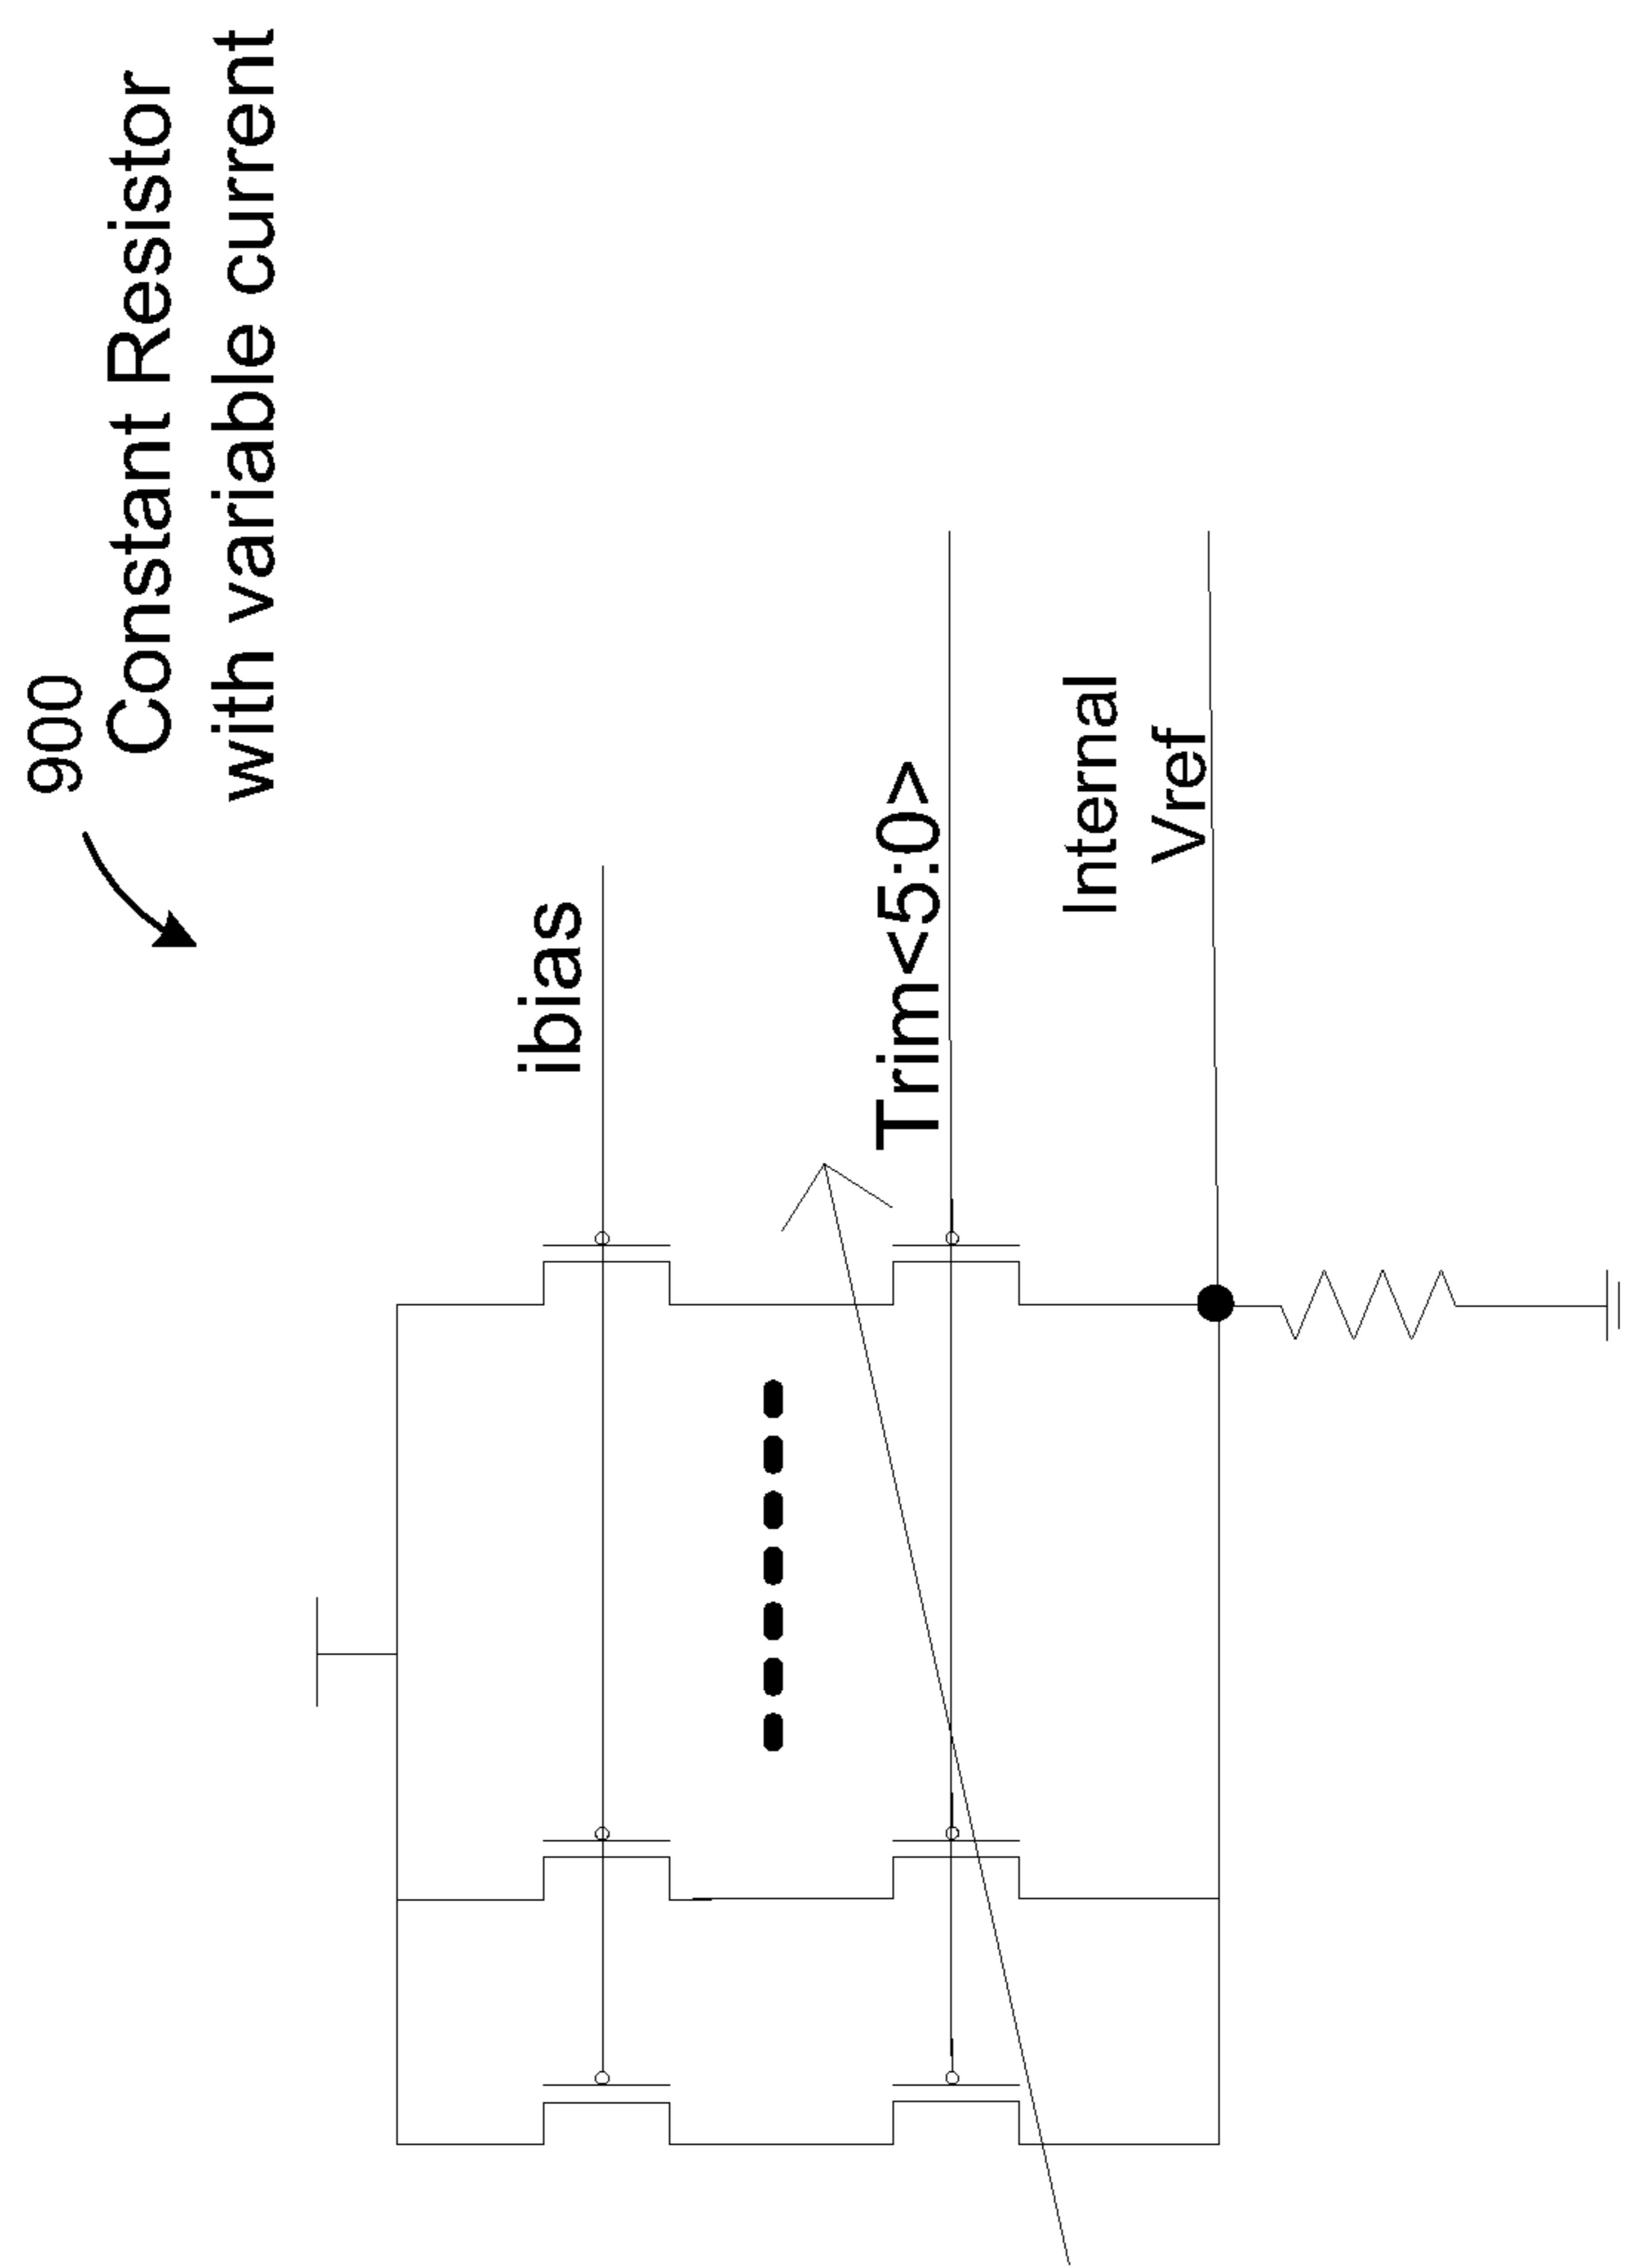 900
Constant Resistor
with variable current
ibias
Trim<5:0>
Internal
Vref